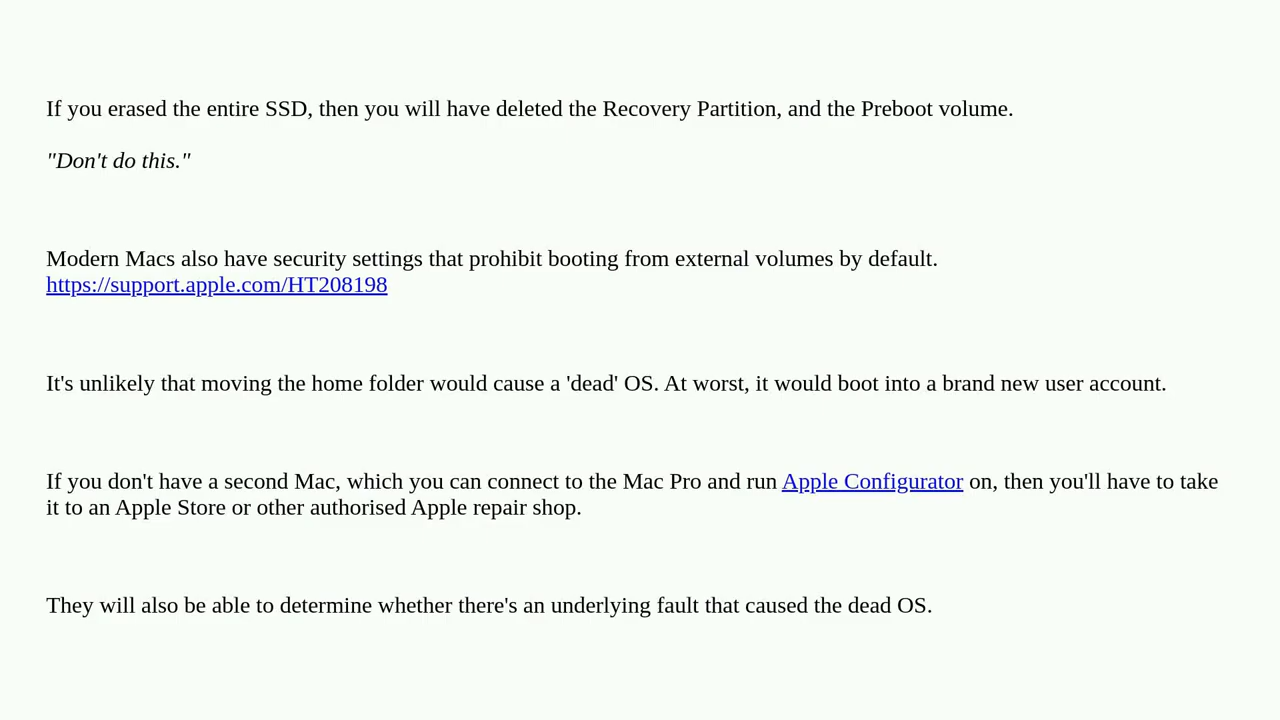 If you erased the entire SSD, then you will have deleted the Recovery Partition, and the Preboot volume.
"Don't do this."
Modern Macs also have security settings that prohibit booting from external volumes by default.
https://support.apple.com/HT208198
It's unlikely that moving the home folder would cause a 'dead' OS. At worst, it would boot into a brand new user account.
If you don't have a second Mac, which you can connect to the Mac Pro and run Apple Configurator on, then you'll have to take
it to an Apple Store or other authorised Apple repair shop.
They will also be able to determine whether there's an underlying fault that caused the dead OS.